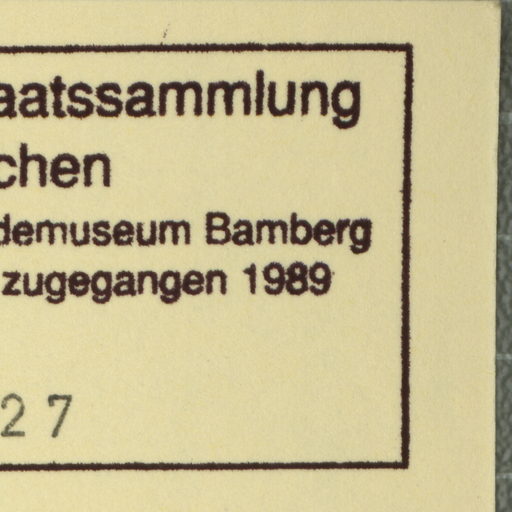 aatssammlung
chen
demuseum Bamberg
zugegangen 1989
27